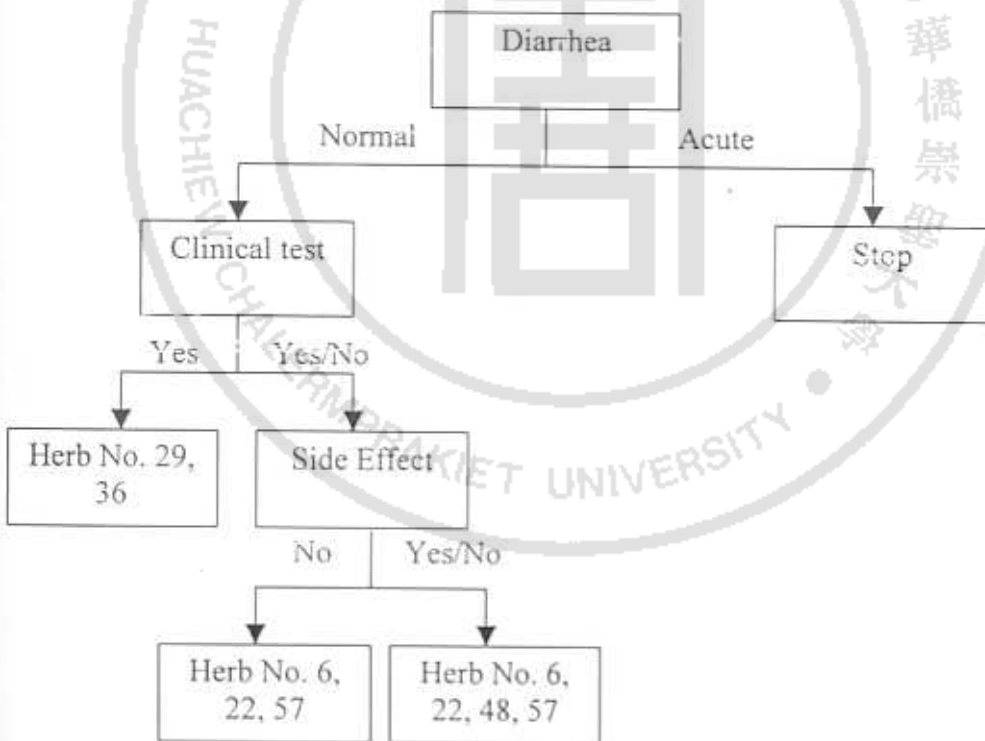 Diarrhea
Normal
Acute
Clinical test
Stop
Yes
Yes/No
Herb No. 29,
36
Side Effect
No
Yes/No
Herb No. 6,
22, 57
Herb No. 6,
22, 48, 57
HUACHIEW CHALERMPRAKIET UNIVERSITY
華僑崇聖大學